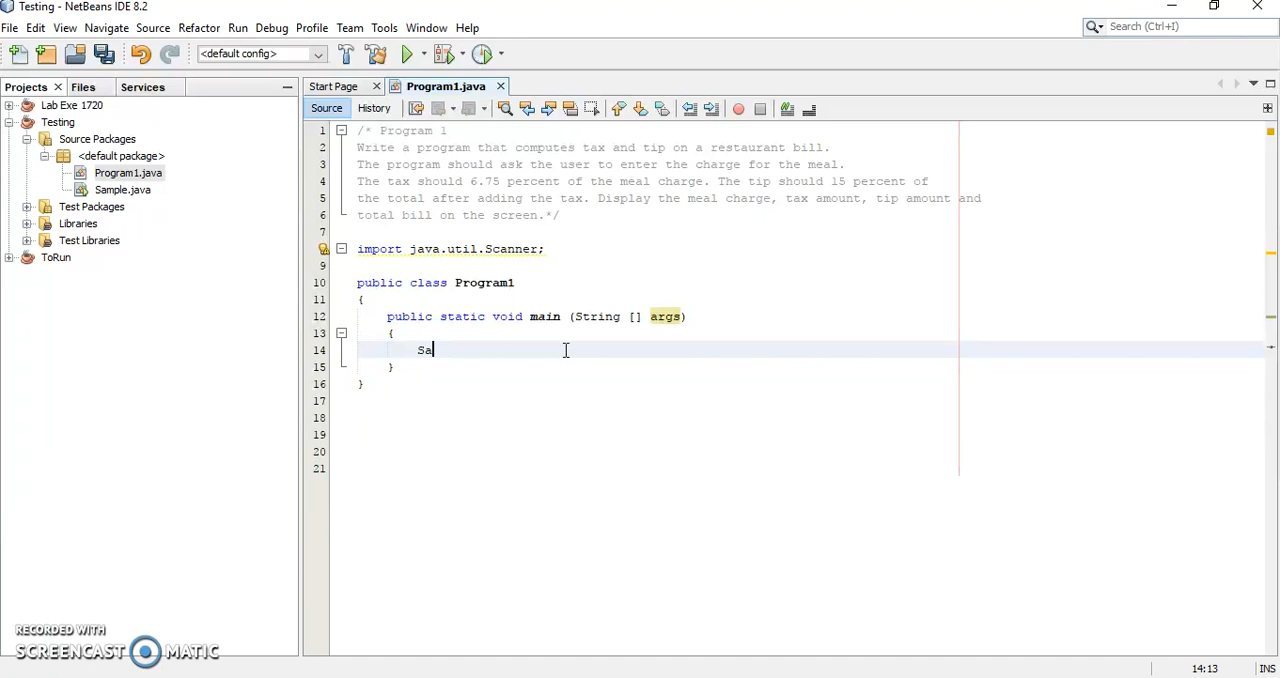 Testing - NetBeans IDE 8.2
File Edit View Navigate Source Refactor Run Debug Profile Team Tools Window Help
Search (Ctrl+I)
<default config>
Projects Files Services
Start Page Program1.java
Source History
Lab Exe 1720
Testing
Source Packages
<default package>
Program1.java
Sample.java
Test Packages
Libraries
Test Libraries
ToRun
1 /* Program 1
2 Write a program that computes tax and tip on a restaurant bill.
3 The program should ask the user to enter the charge for the meal.
4 The tax should 6.75 percent of the meal charge. The tip should 15 percent of
5 the total after adding the tax. Display the meal charge, tax amount, tip amount and
6 total bill on the screen.*/
7
8 import java.util.Scanner;
9
10 public class Program1
11 {
12 public static void main (String [] args)
13 {
14 Sa
15 }
16 }
17
18
19
20
21
RECORDED WITH
SCREENCAST MATIC
14:13 INS